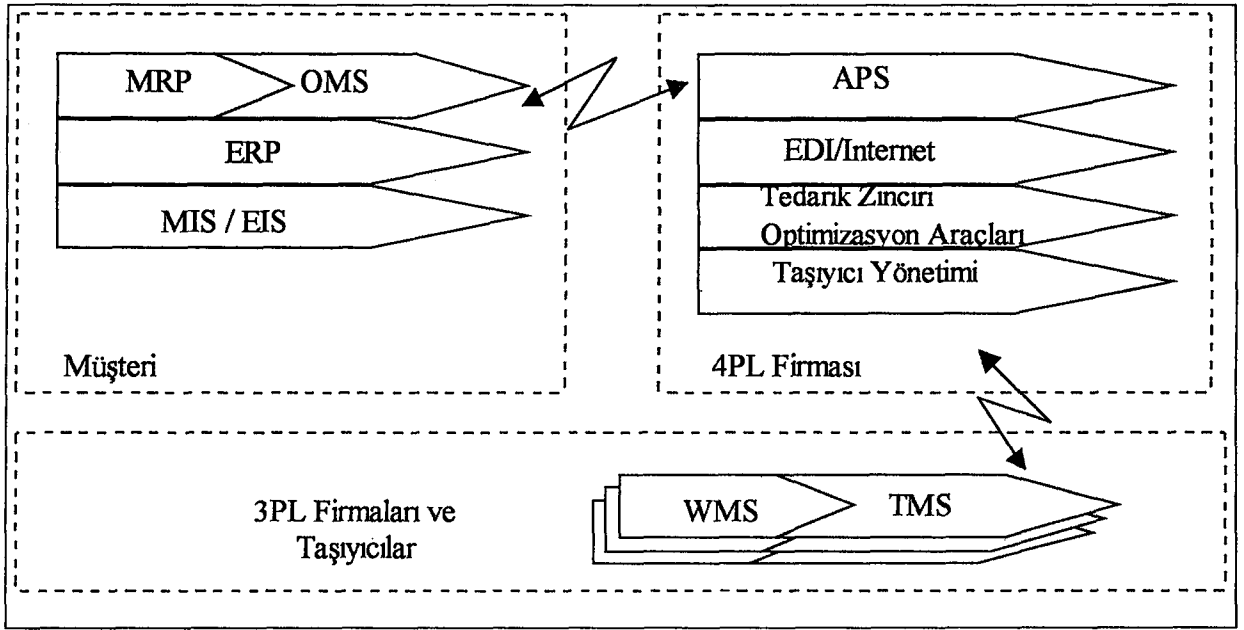 MRP
OMS
ERP
MIS / EIS
Müşteri
APS
EDI/Internet
Tedarik Zinciri
Optimizasyon Araçları
Taşıyıcı Yönetimi
4PL Firması
3PL Firmaları ve
Taşıyıcılar
WMS
TMS